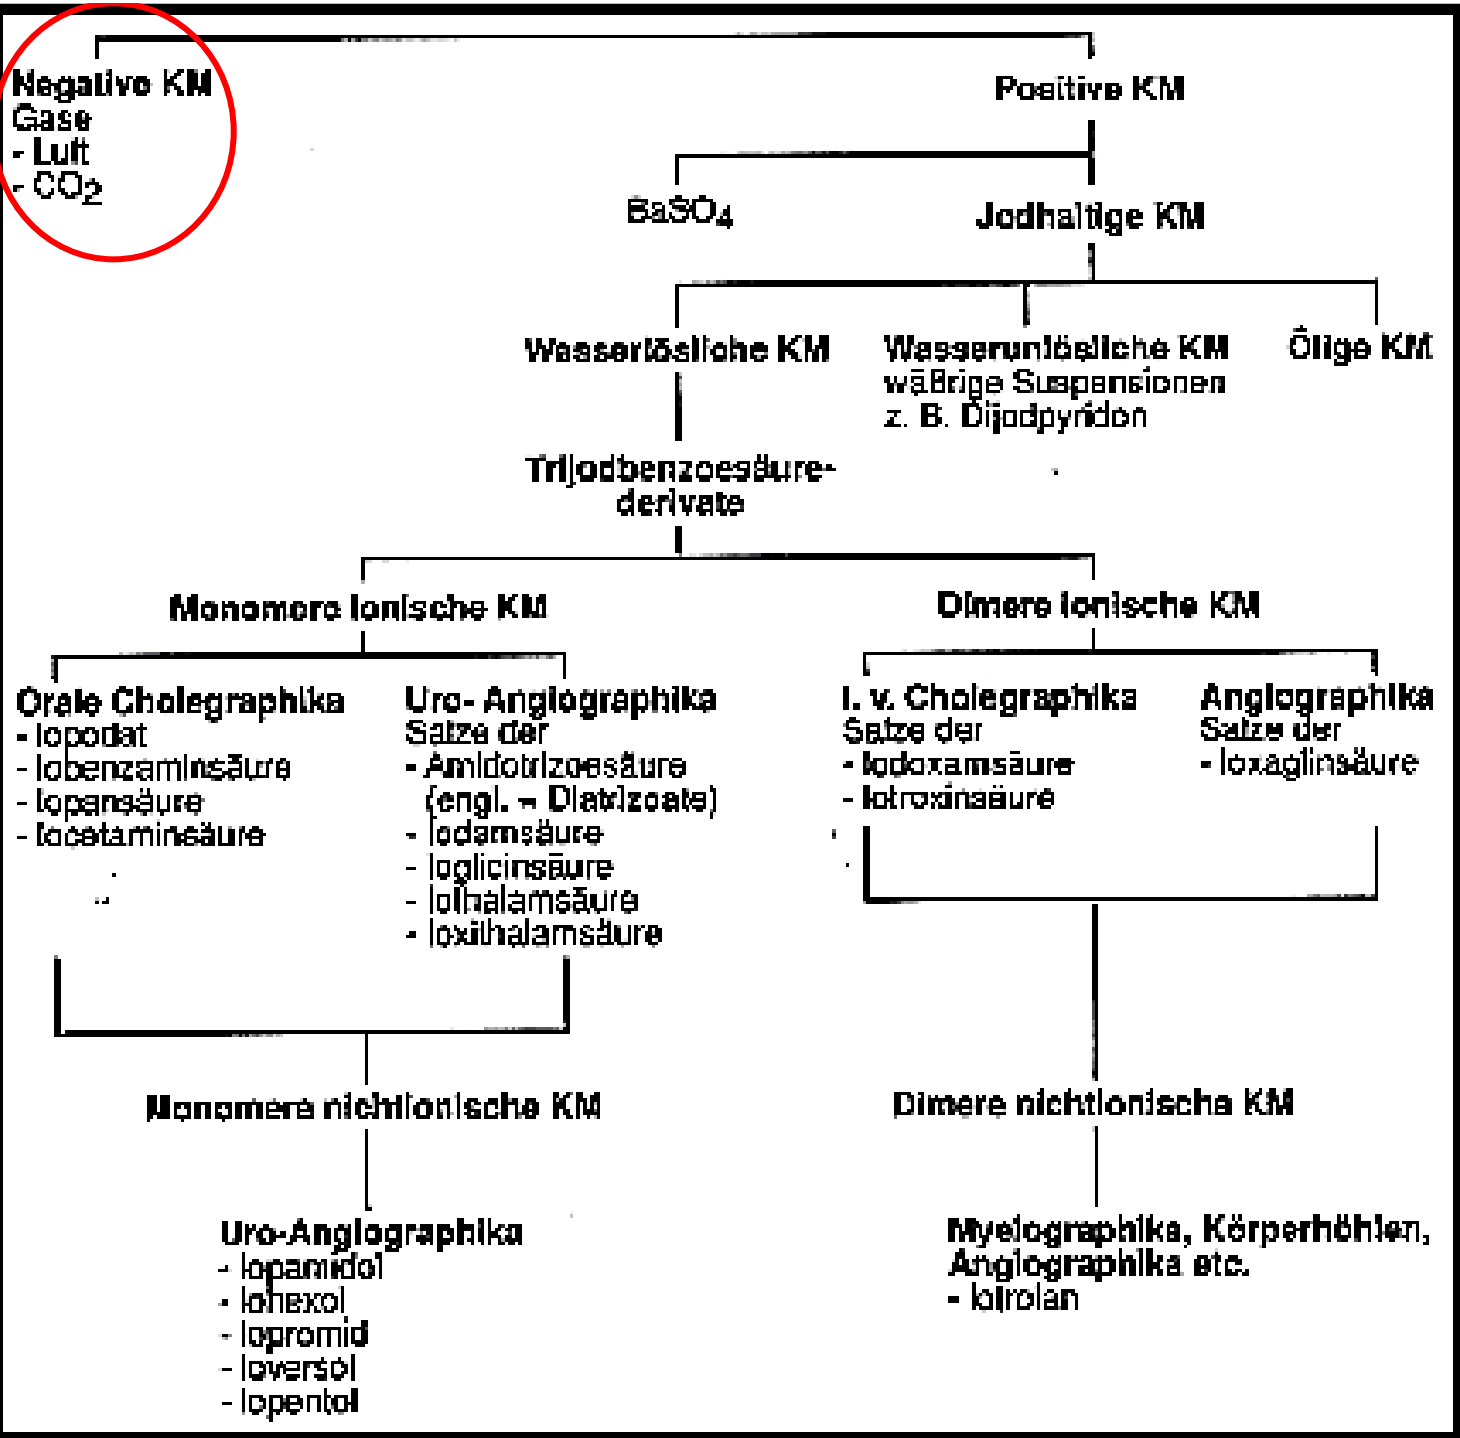 Negative KM
Gase
- Luft
- CO2
Positive KM
BaSO4
Jodhaltige KM
Wasserlösliche KM
Wasserunlösliche KM
wäßrige Suspensionen
z. B. Dijodpyridon
Ölige KM
Trijodbenzoesäure-
derivate
Monomere ionische KM
Dimere ionische KM
Orale Cholegraphika
- Iopodat
- Iobenzaminsäure
- Iopansäure
- Iocetaminsäure
Uro- Angiographika
Salze der
- Amidotrizoesäure
(engl. = Diatrizoate)
- Iodamsäure
- Ioglicinsäure
- Iothalamsäure
- Ioxithalamsäure
I. v. Cholegraphika
Salze der
- Iodoxamsäure
- Iotroxinsäure
Angiographika
Salze der
- Ioxaglinsäure
Monomere nichtionische KM
Dimere nichtionische KM
Uro-Angiographika
- Iopamidol
- Iohexol
- Iopromid
- Ioversol
- Iopentol
Myelographika, Körperhöhlen,
Angiographika etc.
- Iotrolan